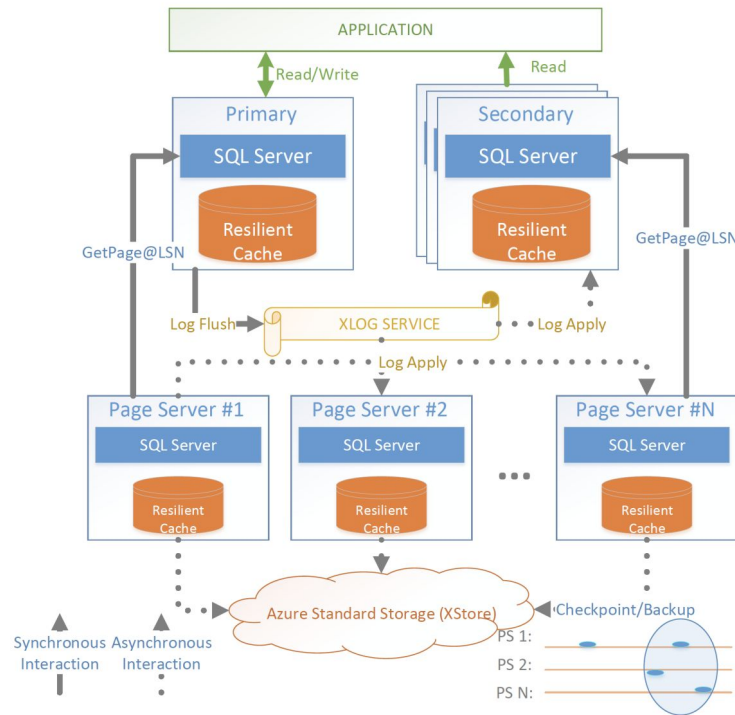 APPLICATION
Read/Write
Read
Primary
Secondary
SQL Server
SQL Server
Resilient
Cache
Resilient
Cache
GetPage@LSN
GetPage@LSN
Log Flush
XLOG SERVICE
Log Apply
Log Apply
Page Server #1
Page Server #2
Page Server #N
SQL Server
SQL Server
SQL Server
Resilient
Cache
Resilient
Cache
Resilient
Cache
Azure Standard Storage (XStore)
Checkpoint/Backup
Synchronous
Interaction
Asynchronous
Interaction
PS 1:
PS 2:
PS N: